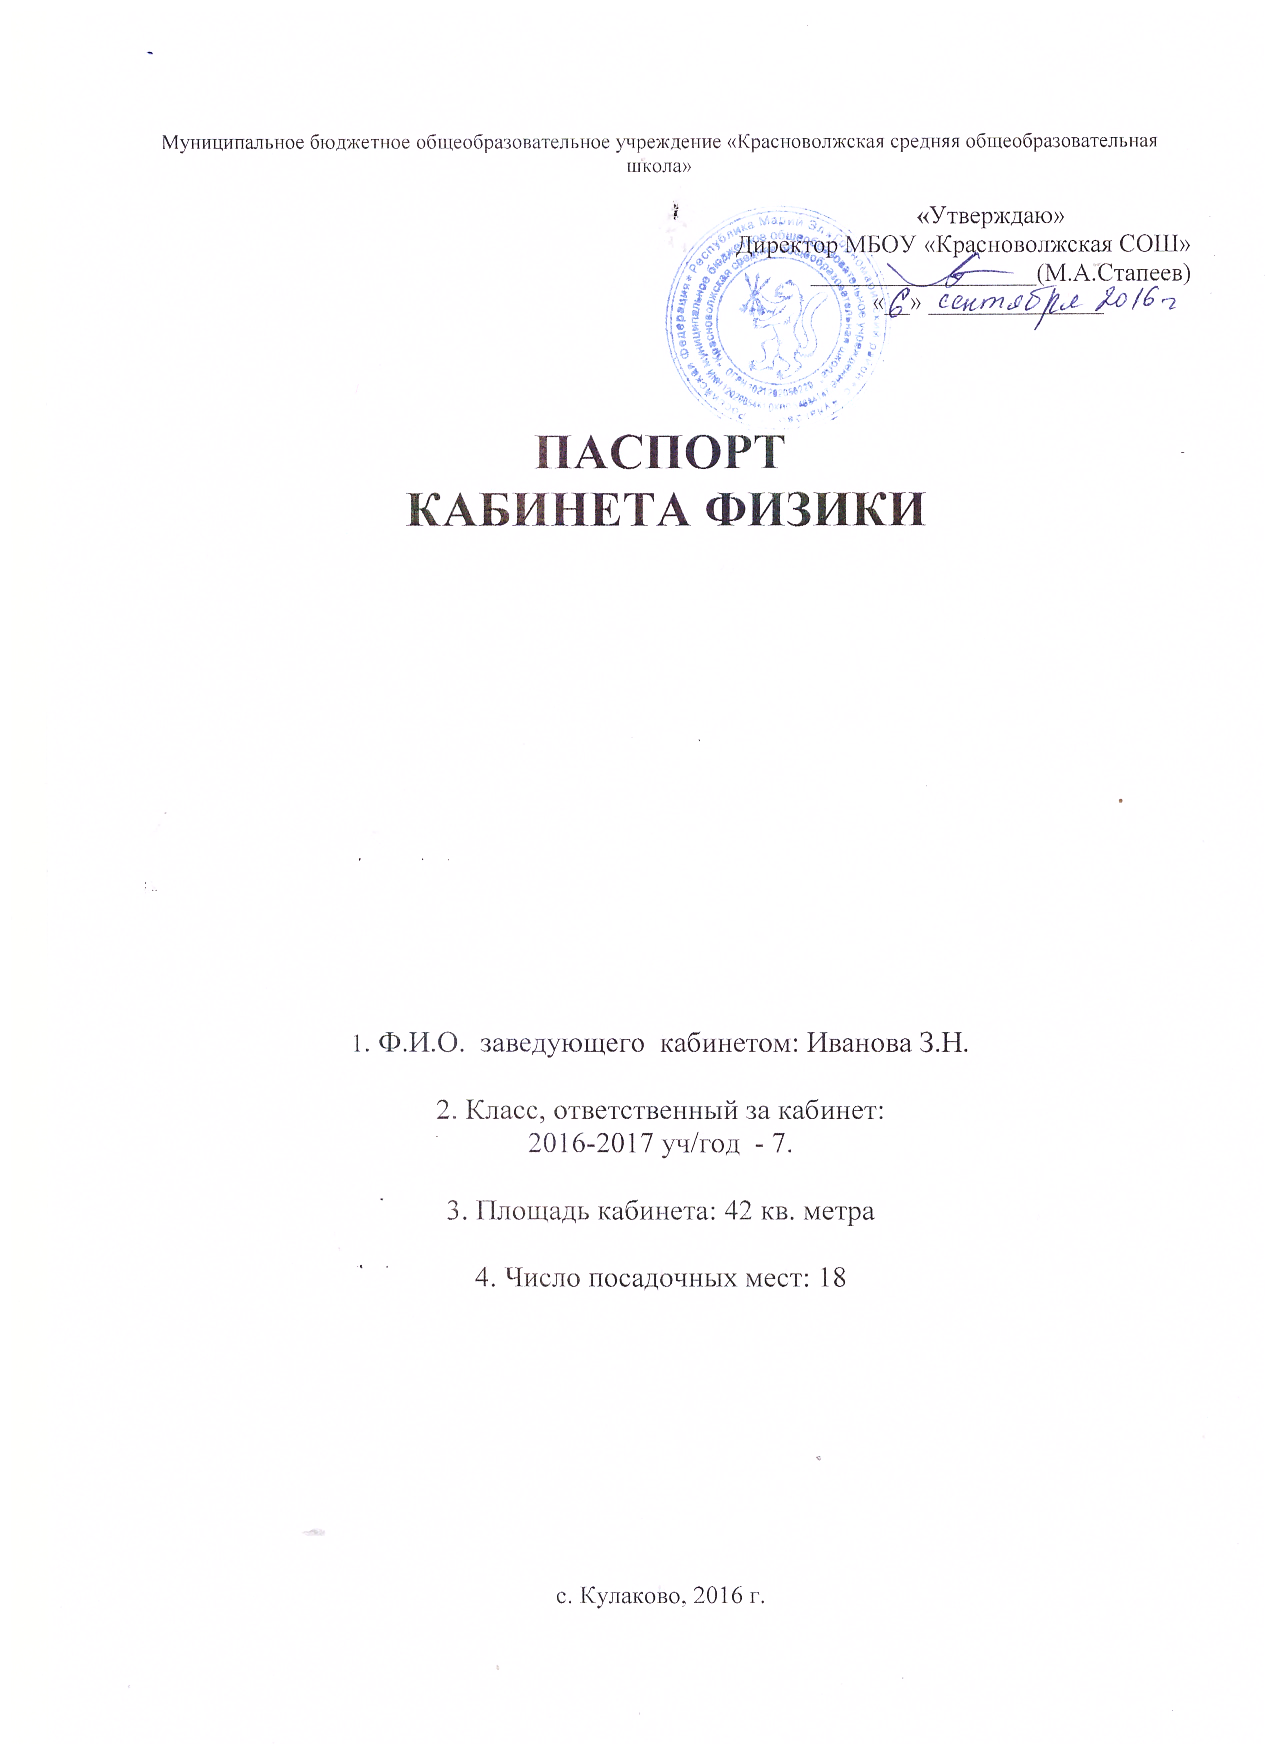 Муниципальное бюджетное общеобразовательное учреждение «Красноволжская средняя общеобразовательная
школа»
«Утверждаю»
Директор МБОУ «Красноволжская СОШ»
(М.А.Стапеев)
«6» сентября 2016 г
ПАСПОРТ
КАБИНЕТА ФИЗИКИ
1. Ф.И.О. заведующего кабинетом: Иванова З.Н.
2. Класс, ответственный за кабинет:
2016-2017 уч/год - 7.
3. Площадь кабинета: 42 кв. метра
4. Число посадочных мест: 18
с. Кулаково, 2016 г.